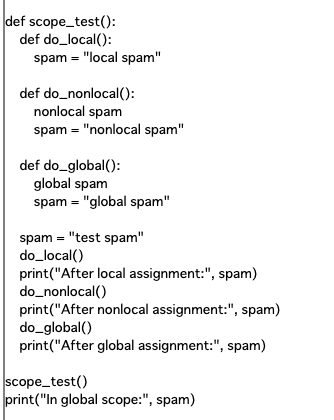 def scope_test():
    def do_local():
        spam = "local spam"

    def do_nonlocal():
        nonlocal spam
        spam = "nonlocal spam"

    def do_global():
        global spam
        spam = "global spam"

    spam = "test spam"
    do_local()
    print("After local assignment:", spam)
    do_nonlocal()
    print("After nonlocal assignment:", spam)
    do_global()
    print("After global assignment:", spam)

scope_test()
print("In global scope:", spam)